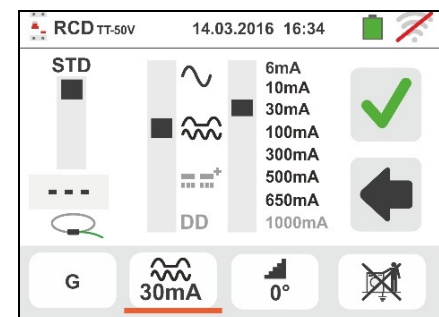 RCD TT-50V 14.03.2016 16:34
STD
6mA
10mA
30mA
100mA
300mA
500mA
650mA
DD 1000mA
- - -
G 30mA 0°